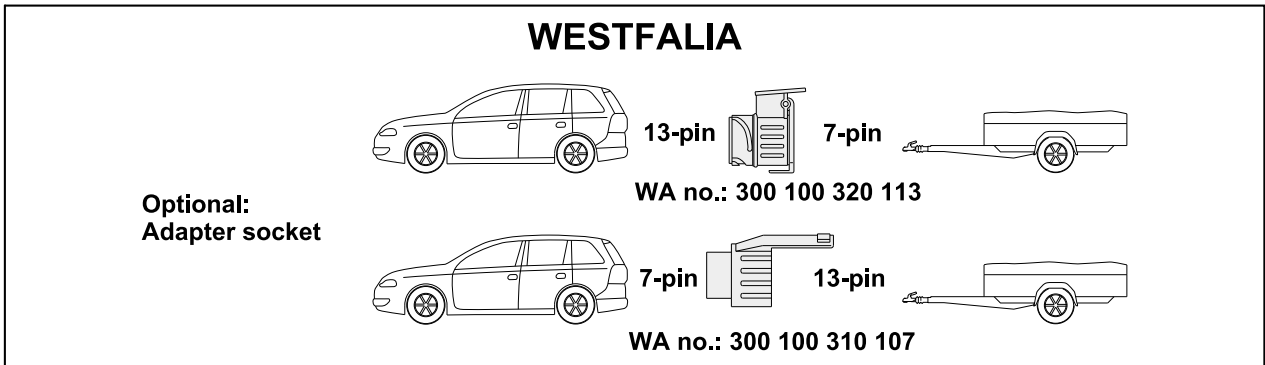 WESTFALIA
13-pin 7-pin
WA no.: 300 100 320 113
Optional:
Adapter socket
7-pin 13-pin
WA no.: 300 100 310 107